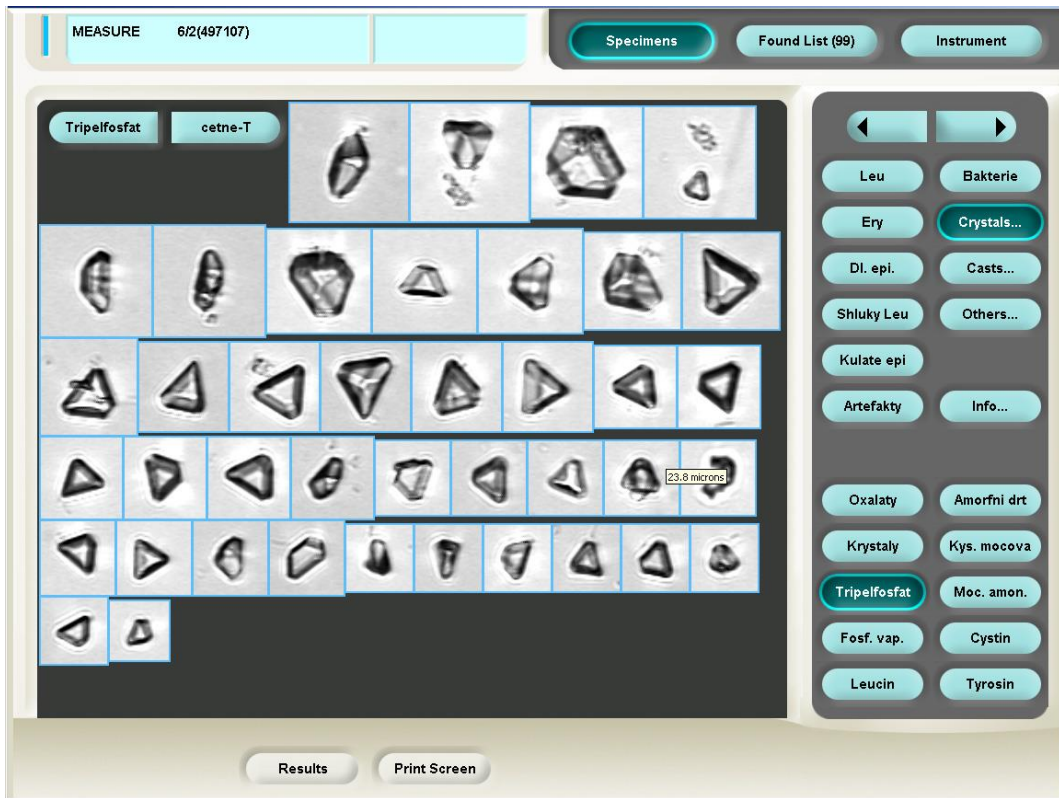 MEASURE 6/2(497107)
Specimens Found List (99) Instrument
Tripelfosfat cetne-T
Leu Bakterie
Ery Crystals...
Dl. epi. Casts...
Shluky Leu Others...
Kulate epi
Artefakty Info...
23.8 microns
Oxalaty Amorfni drt
Krystaly Kys. mocova
Tripelfosfat Moc. amon.
Fosf. vap. Cystin
Leucin Tyrosin
Results Print Screen